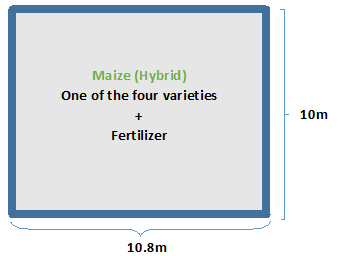 Maize (Hybrid)
One of the four varieties
+
Fertilizer
10m
10.8m